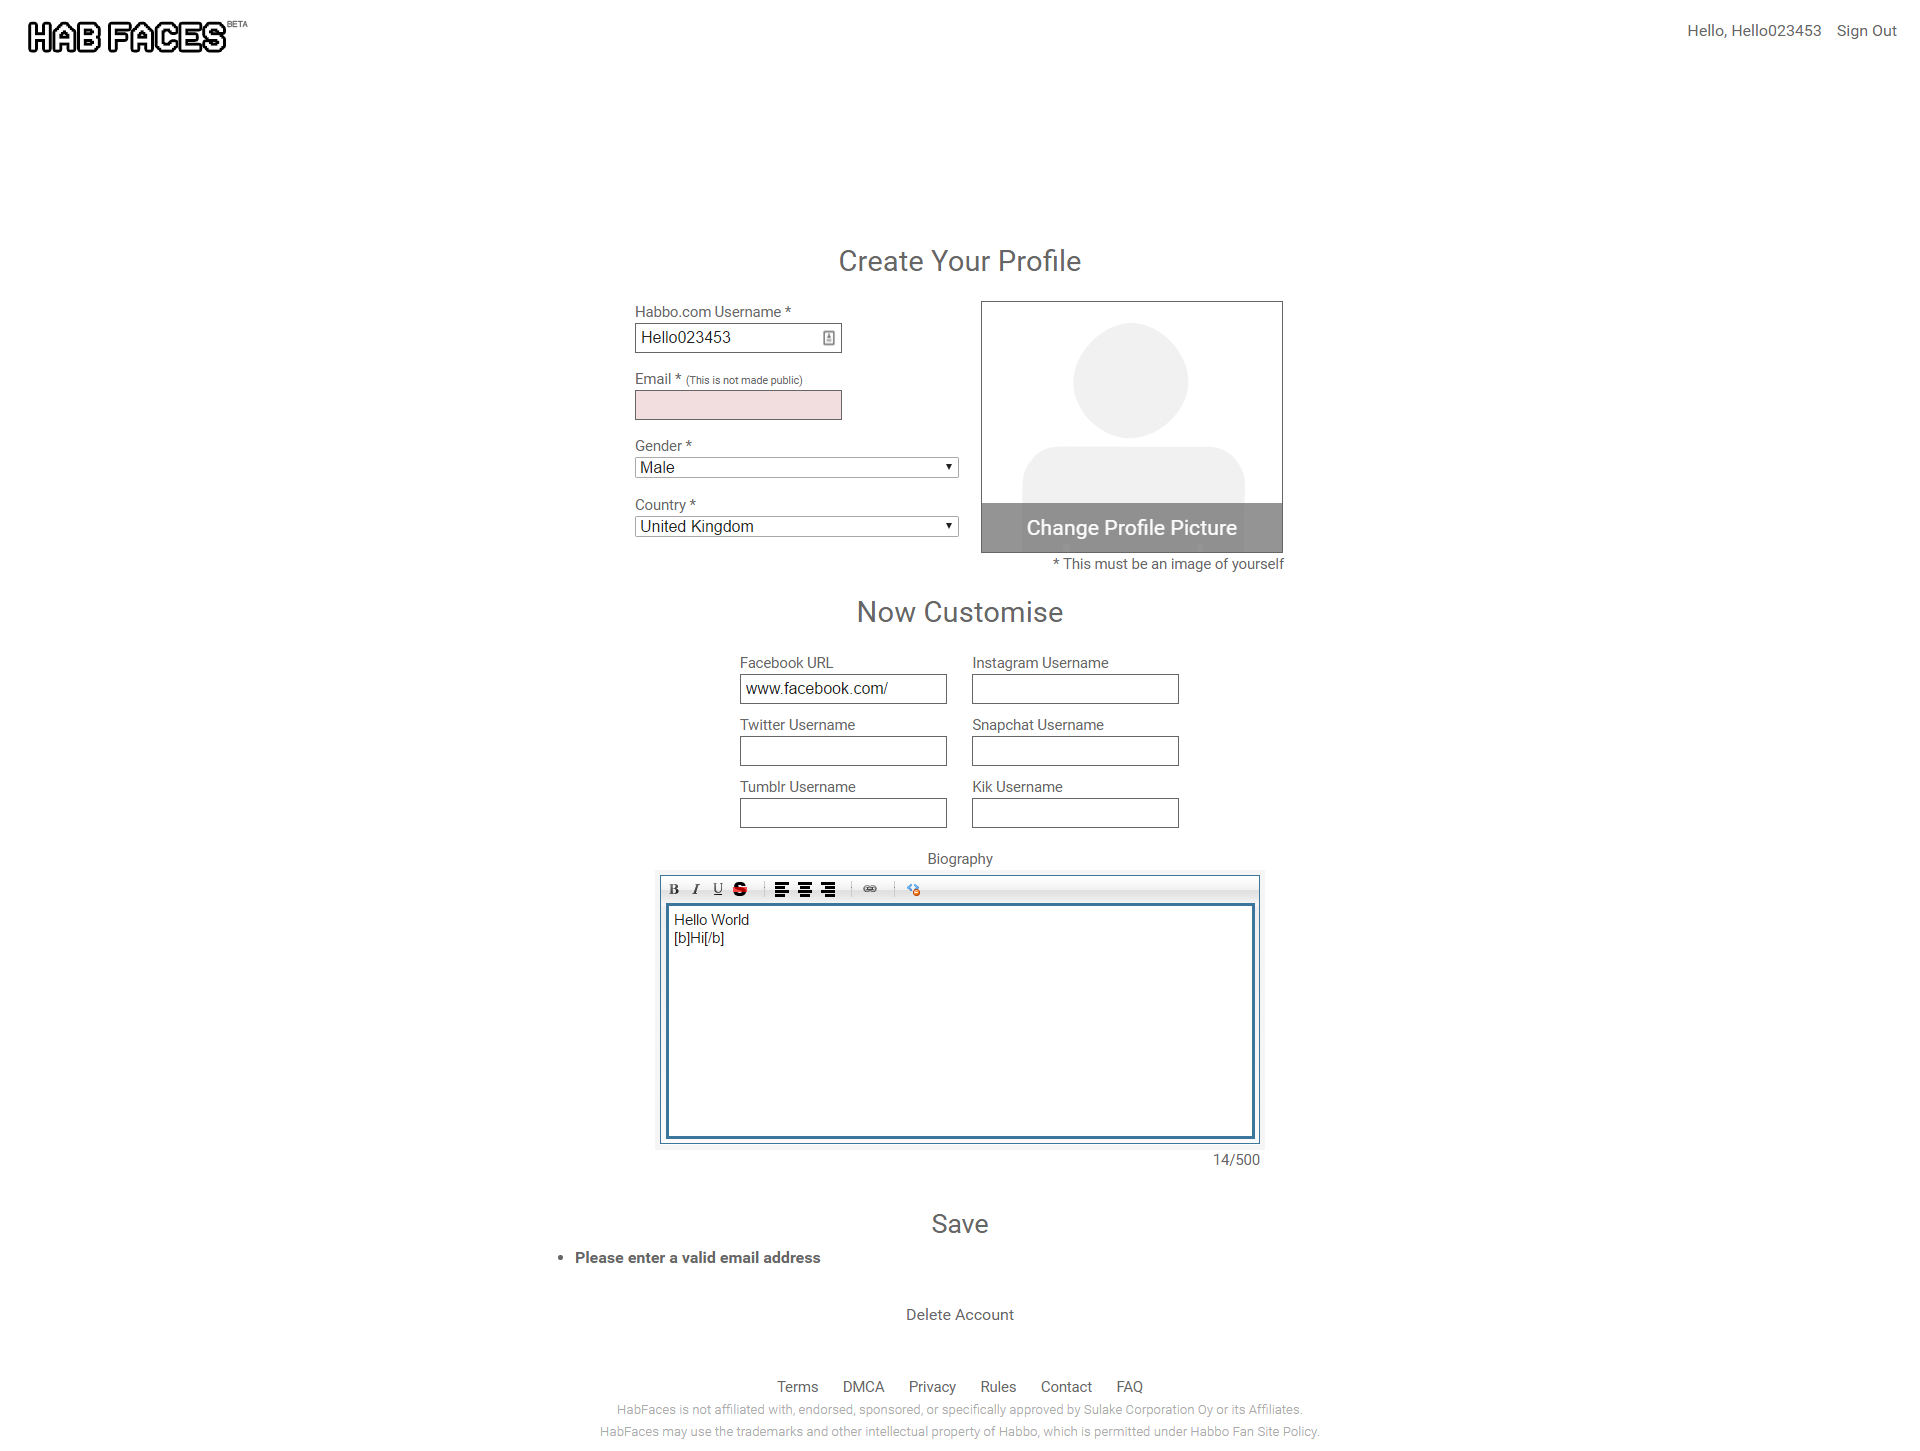 HABFACES BETA
Hello, Hello023453 Sign Out
Create Your Profile
Habbo.com Username *
Hello023453
Email * (This is not made public)
Gender *
Male
Country *
United Kingdom
Change Profile Picture
* This must be an image of yourself
Now Customise
Facebook URL Instagram Username
www.facebook.com/
Twitter Username Snapchat Username
Tumblr Username Kik Username
Biography
B I U S
Hello World
[b]Hi[/b]
14/500
Save
• Please enter a valid email address
Delete Account
Terms DMCA Privacy Rules Contact FAQ
HabFaces is not affiliated with, endorsed, sponsored, or specifically approved by Sulake Corporation Oy or its Affiliates.
HabFaces may use the trademarks and other intellectual property of Habbo, which is permitted under Habbo Fan Site Policy.